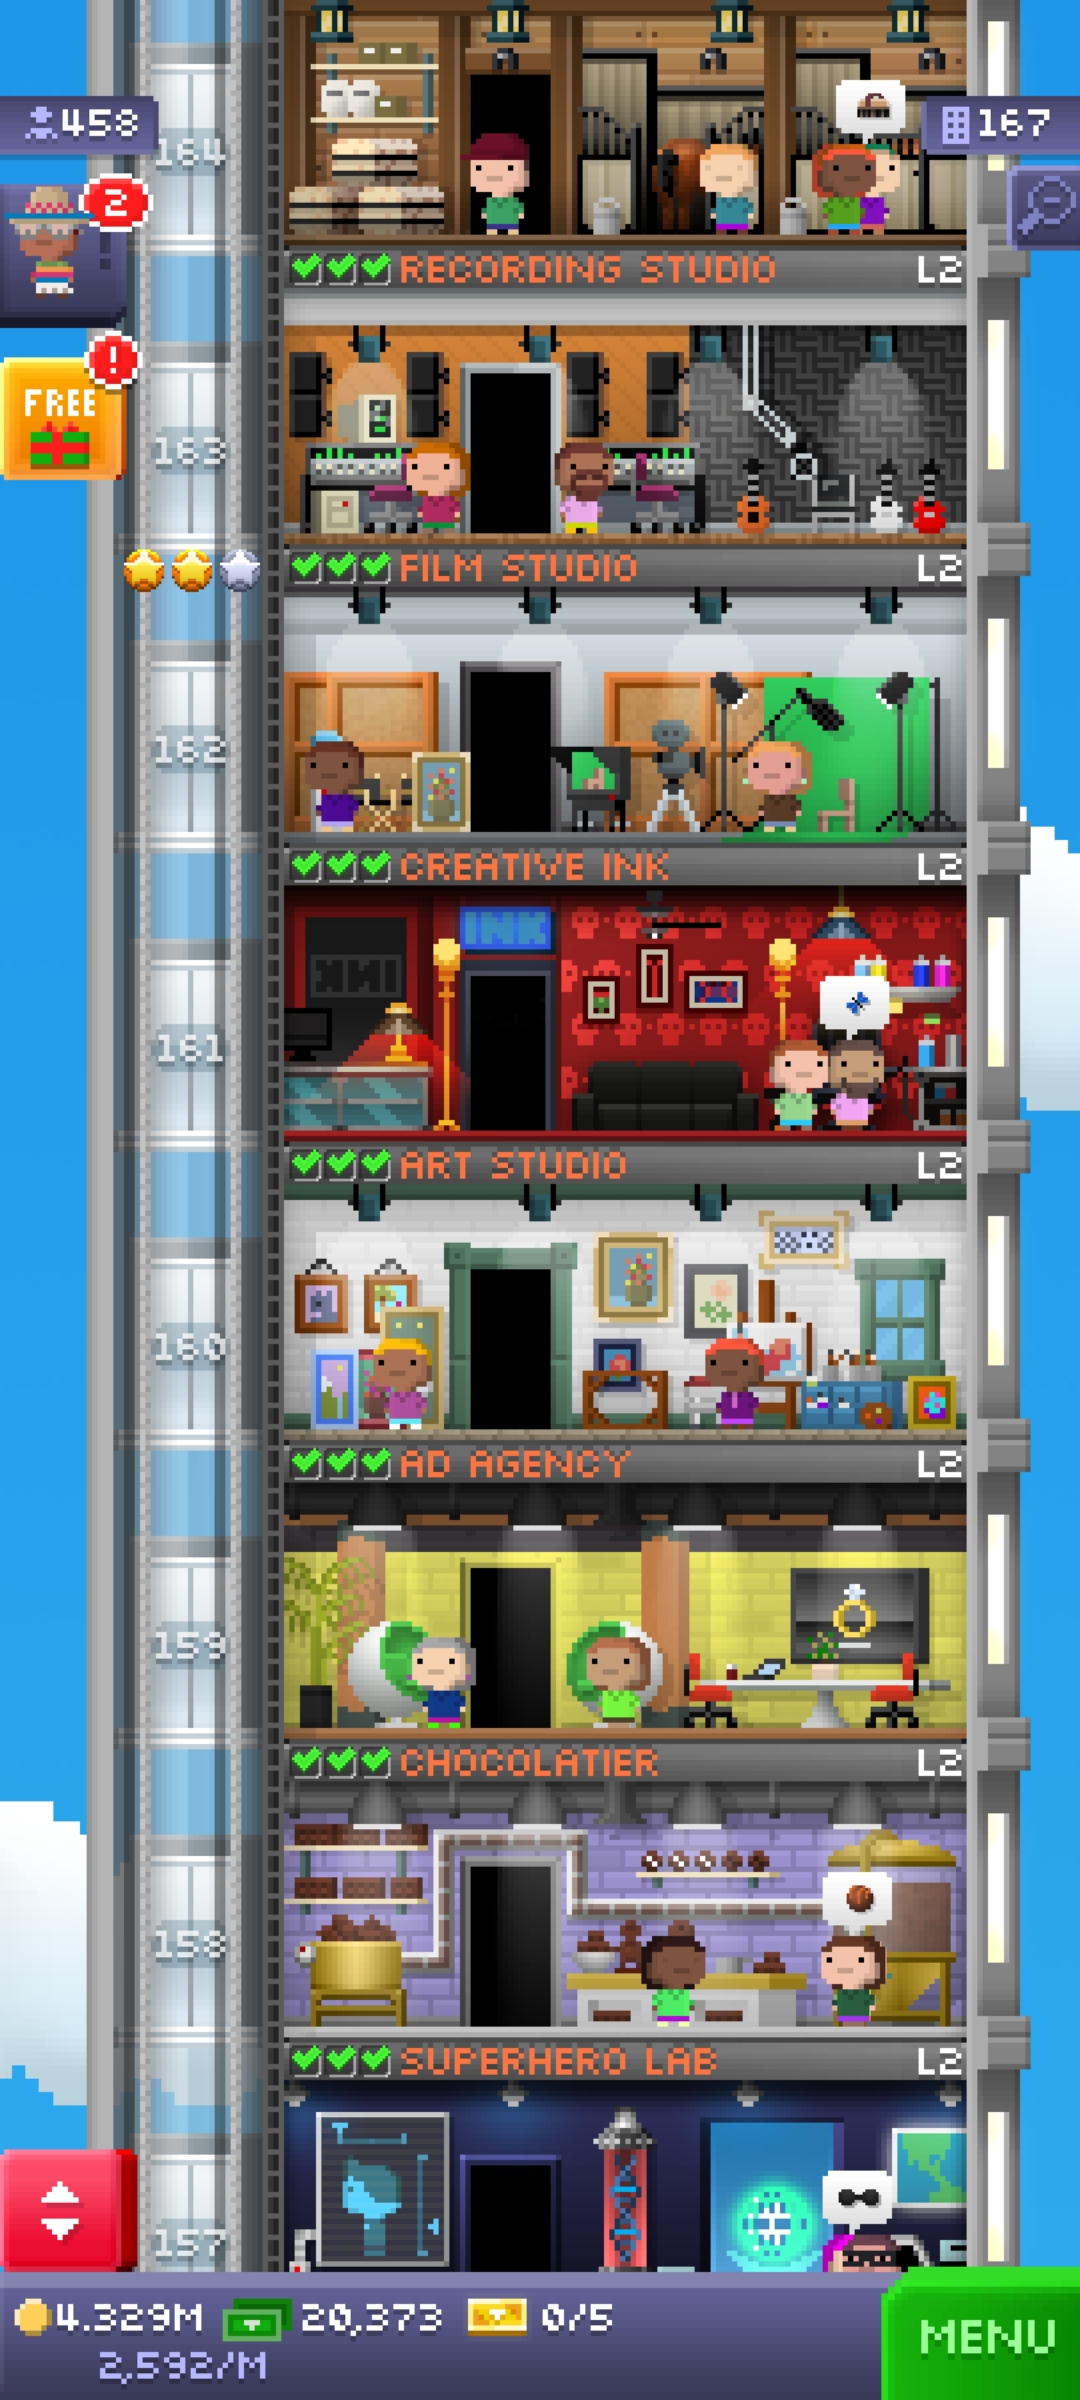 458
167
164
2
RECORDING STUDIO L2
FREE
!
163
FILM STUDIO L2
162
CREATIVE INK L2
INK
161
ART STUDIO L2
160
AD AGENCY L2
159
CHOCOLATIER L2
158
SUPERHERO LAB L2
157
4.329M 20,373 0/5
2,592/M
MENU